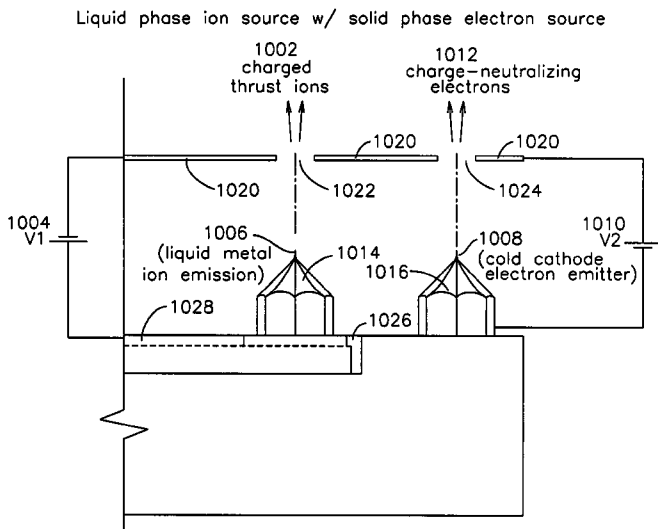 Liquid phase ion source w/ solid phase electron source
1002
charged
thrust ions
1012
charge-neutralizing
electrons
1020
1020
1020
1022
1024
1004
V1
1010
V2
1006
(liquid metal
ion emission)
1014
1008
(cold cathode
electron emitter)
1016
1028
1026